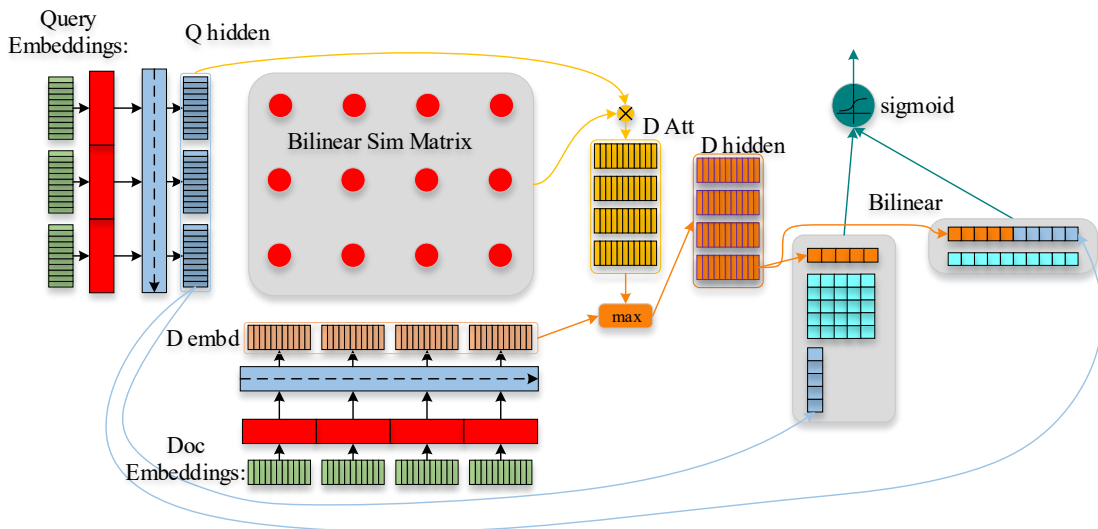 Query
Embeddings:
Q hidden
Bilinear Sim Matrix
D Att
D hidden
sigmoid
Bilinear
max
D embd
Doc
Embeddings: